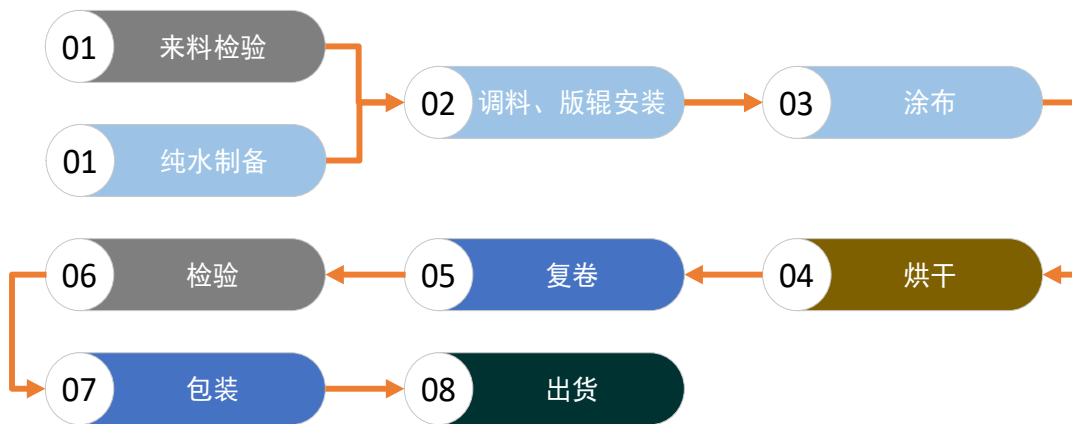 01 来料检验
01 纯水制备
02 调料、版辊安装
03 涂布
04 烘干
05 复卷
06 检验
07 包装
08 出货